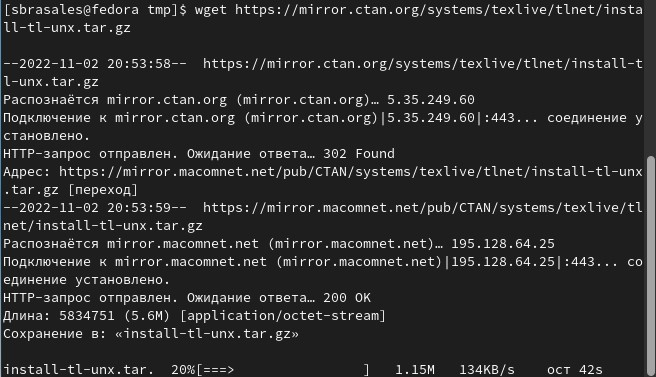 [sbrasales@fedora tmp]$ wget https://mirror.ctan.org/systems/texlive/tlnet/insta
ll-tl-unx.tar.gz
--2022-11-02 20:53:58--  https://mirror.ctan.org/systems/texlive/tlnet/install-t
l-unx.tar.gz
Распознаётся mirror.ctan.org (mirror.ctan.org)… 5.35.249.60
Подключение к mirror.ctan.org (mirror.ctan.org)|5.35.249.60|:443... соединение у
становлено.
HTTP-запрос отправлен. Ожидание ответа… 302 Found
Адрес: https://mirror.macomnet.net/pub/CTAN/systems/texlive/tlnet/install-tl-unx
.tar.gz [переход]
--2022-11-02 20:53:59--  https://mirror.macomnet.net/pub/CTAN/systems/texlive/tl
net/install-tl-unx.tar.gz
Распознаётся mirror.macomnet.net (mirror.macomnet.net)… 195.128.64.25
Подключение к mirror.macomnet.net (mirror.macomnet.net)|195.128.64.25|:443... со
единение установлено.
HTTP-запрос отправлен. Ожидание ответа… 200 OK
Длина: 5834751 (5.6M) [application/octet-stream]
Сохранение в: «install-tl-unx.tar.gz»
install-tl-unx.tar.  20%[===>                ]   1.15M   134KB/s    ост 42s